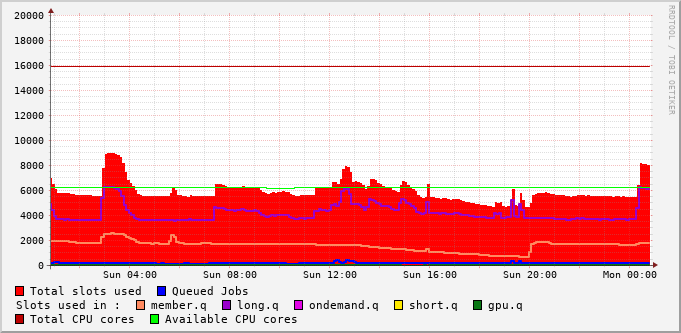 20000
18000
16000
14000
12000
10000
8000
6000
4000
2000
0
Sun 04:00 Sun 08:00 Sun 12:00 Sun 16:00 Sun 20:00 Mon 00:00
RRDTOOL / TOBI OETIKER
Total slots used Queued Jobs
Slots used in : member.q long.q ondemand.q short.q gpu.q
Total CPU cores Available CPU cores